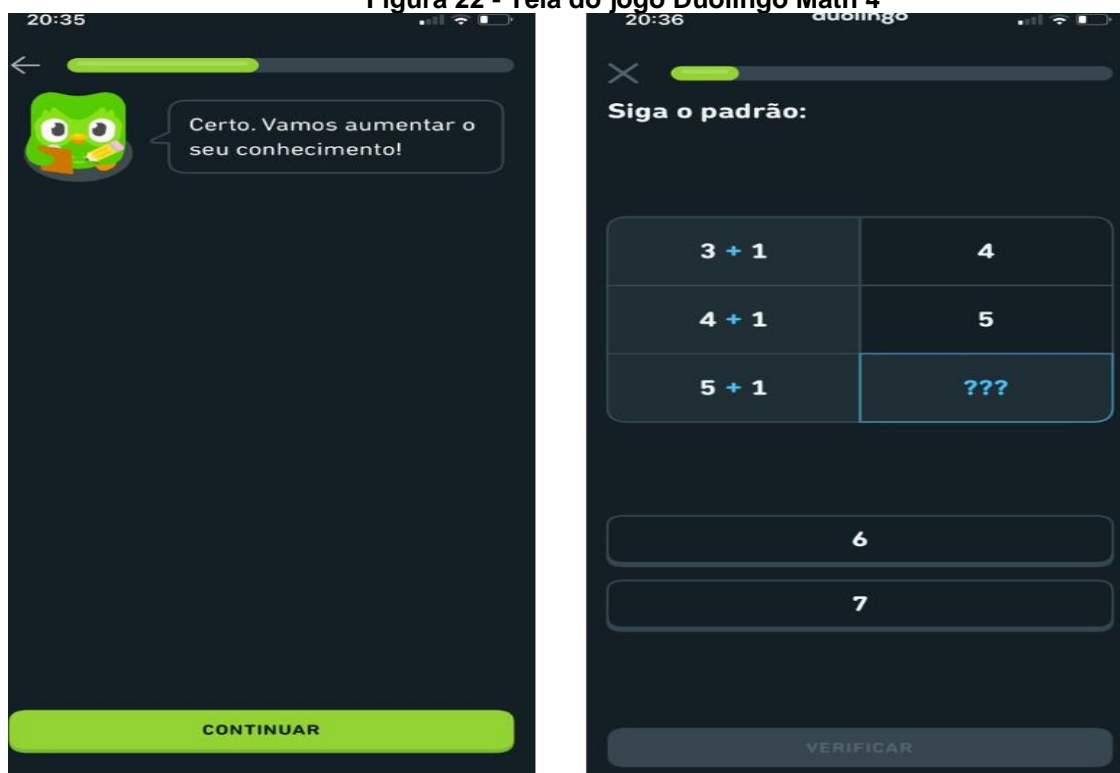 Figura 22 - Tela do jogo Duolingo Math 4
20:35
Certo. Vamos aumentar o
seu conhecimento!
CONTINUAR
20:36
duolingo
Siga o padrão:
3 + 1
4
4 + 1
5
5 + 1
???
6
7
VERIFICAR